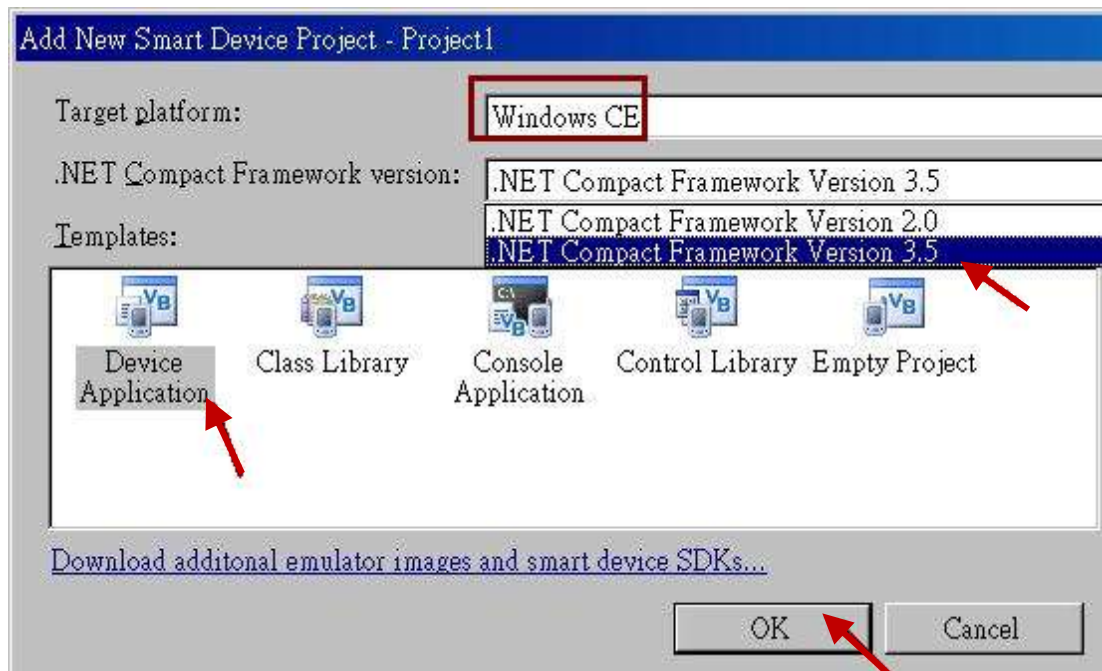 Add New Smart Device Project - Project1
Target platform:
Windows CE
.NET Compact Framework version:
.NET Compact Framework Version 3.5
.NET Compact Framework Version 2.0
.NET Compact Framework Version 3.5
Templates:
Device Application
Class Library
Console Application
Control Library
Empty Project
Download additonal emulator images and smart device SDKs...
OK
Cancel